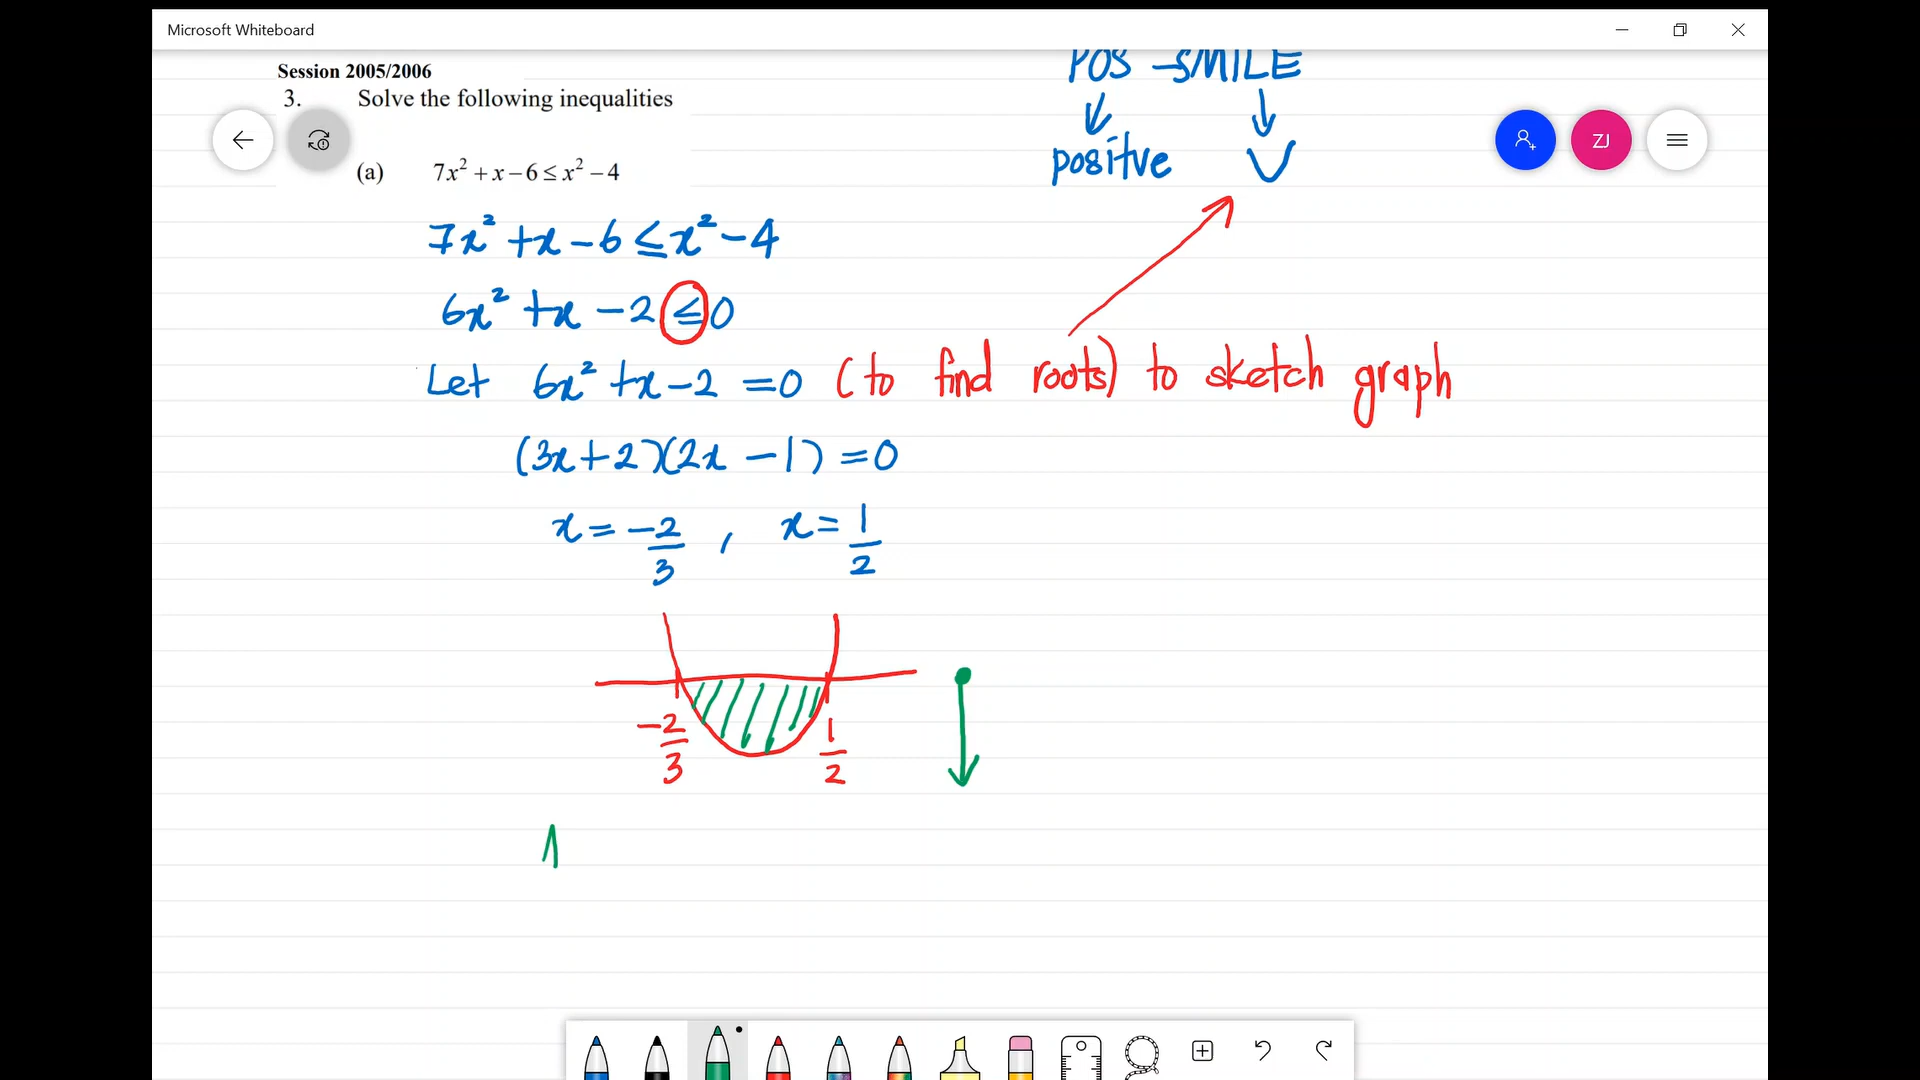 Microsoft Whiteboard
Session 2005/2006
POS - SMILE
3. Solve the following inequalities
positve
ZJ
(a) 7x² + x − 6 ≤ x² − 4
7x² + x − 6 ≤ x² − 4
6x² + x − 2 ≤ 0
Let 6x² + x − 2 = 0 (to find roots) to sketch graph
(3x + 2)(2x − 1) = 0
x = −2/3 , x = 1/2
−2/3 1/2